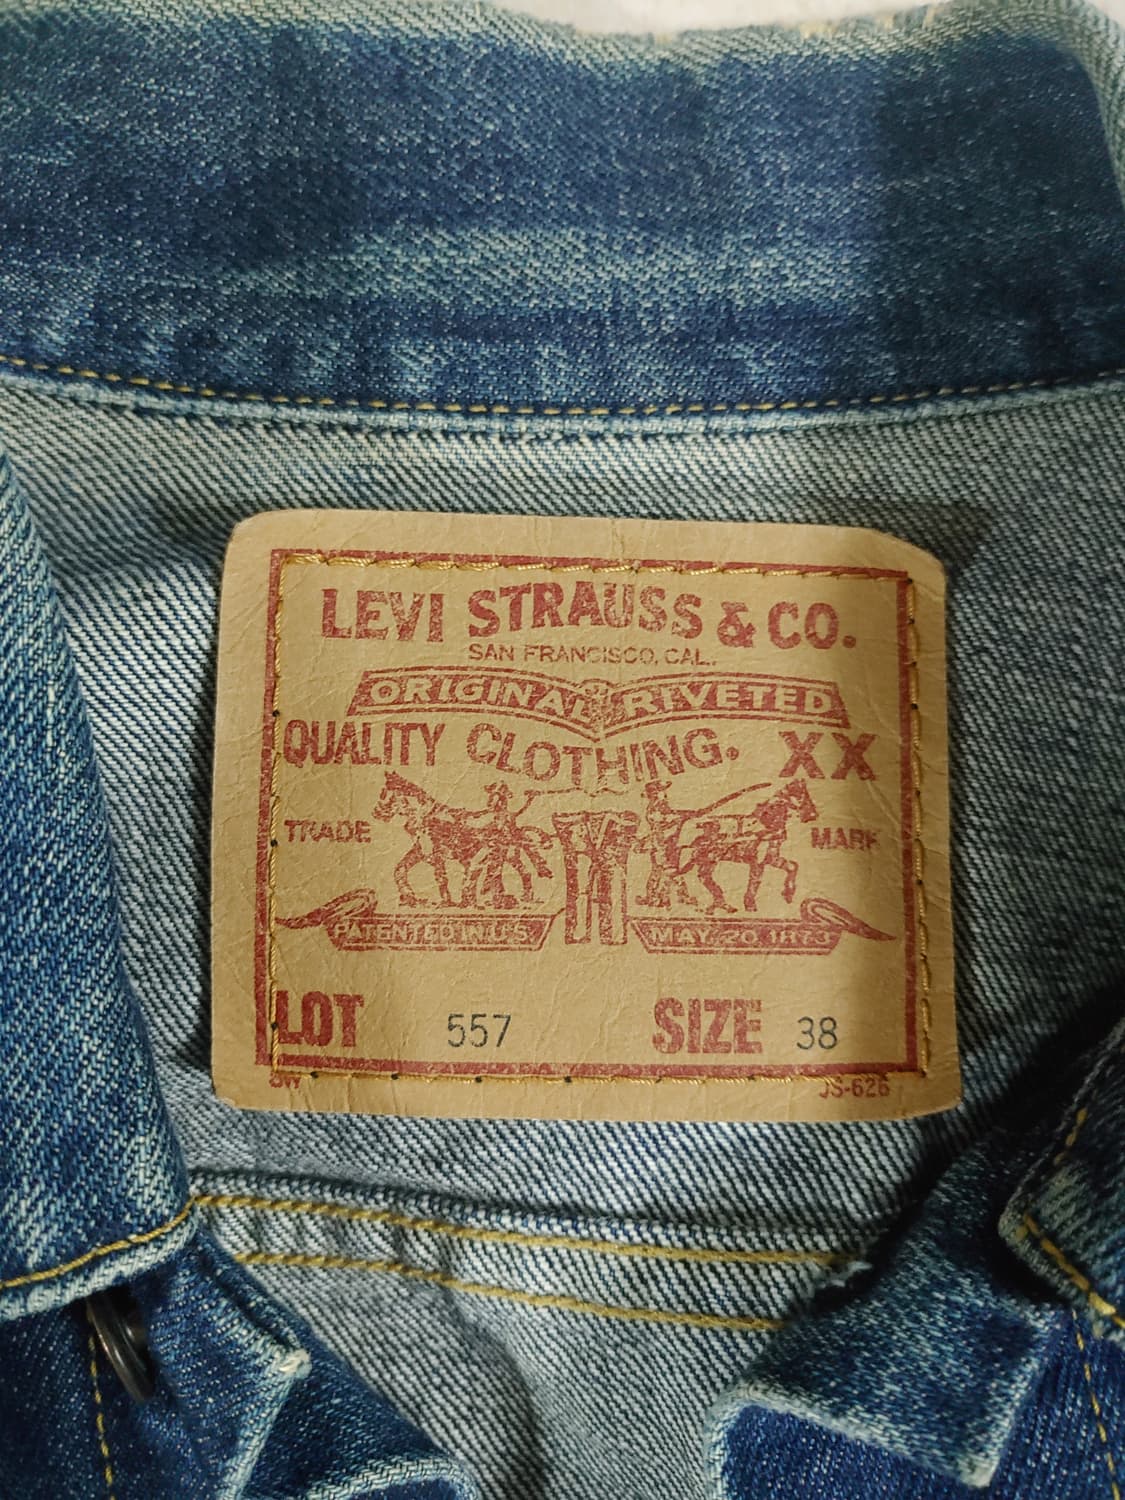 LEVI STRAUSS & CO.
SAN FRANCISCO, CAL.
ORIGINAL RIVETED
QUALITY CLOTHING. XX
TRADE MARK
PATENTED IN U.S. MAY 20 1873
LOT 557 SIZE 38
SW JS-626